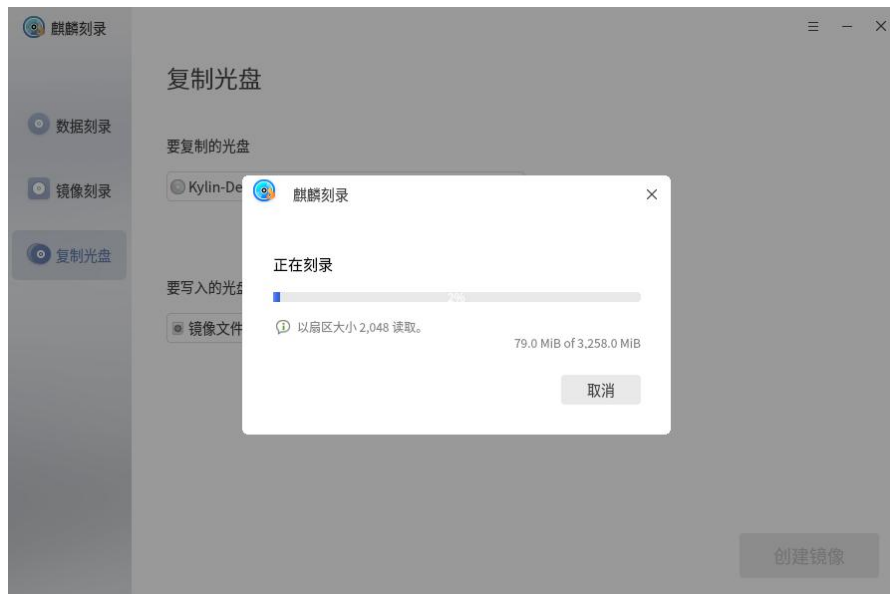 麒麟刻录
复制光盘
数据刻录
要复制的光盘
镜像刻录
Kylin-De
麒麟刻录
复制光盘
正在刻录
要写入的光盘
2%
镜像文件
以扇区大小 2,048 读取。
79.0 MiB of 3,258.0 MiB
取消
创建镜像